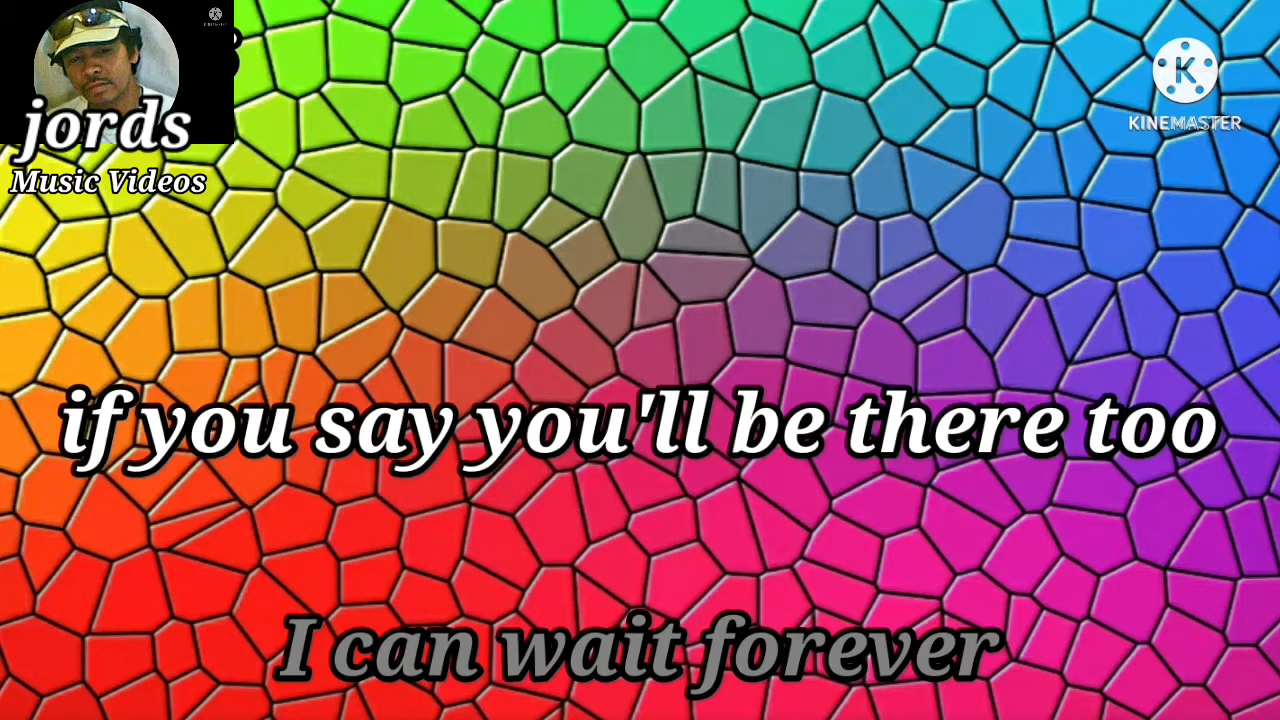 jords
Music Videos
K
KINEMASTER
if you say you'll be there too
I can wait forever